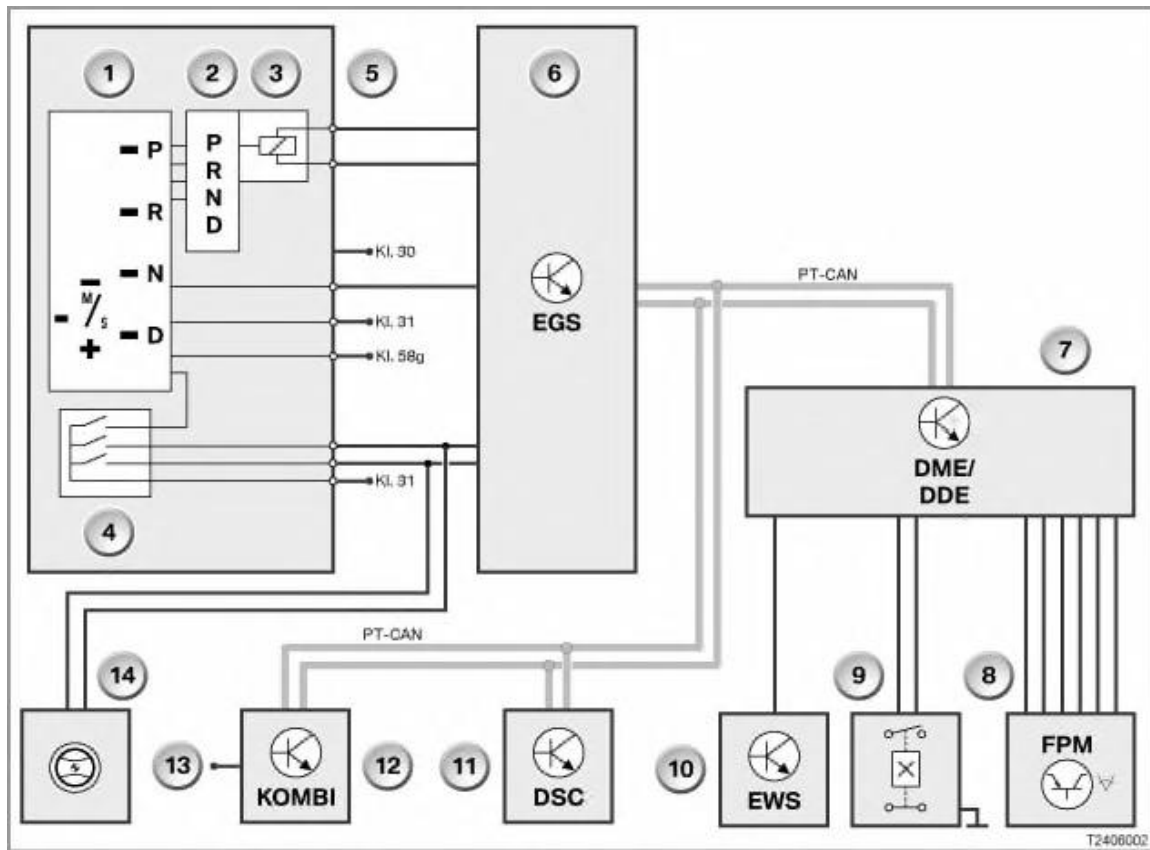 1
2
3
5
6
P
R
N
D
P
R
N
D
M/S
+
Kl. 30
Kl. 31
Kl. 58g
Kl. 31
4
EGS
PT-CAN
7
DME/
DDE
PT-CAN
14
13
KOMBI
12
11
DSC
10
EWS
9
8
FPM
T2406002